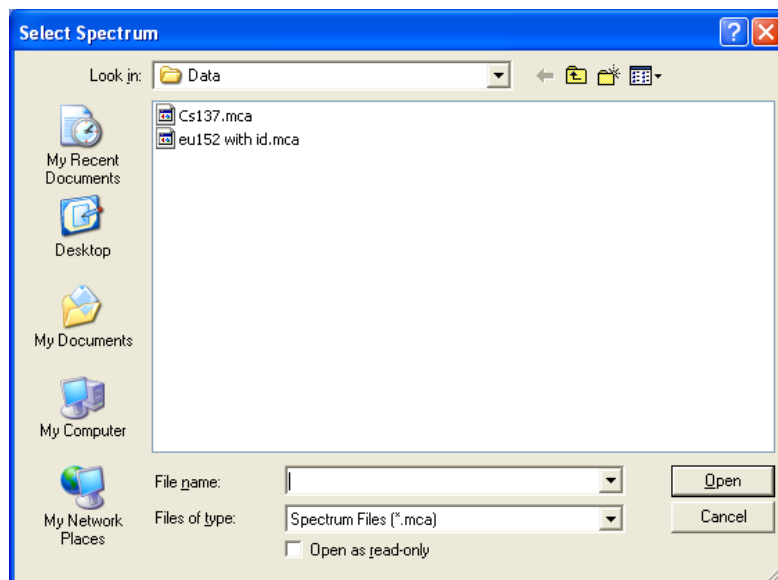 Select Spectrum
Look in:
Data
Cs137.mca
eu152 with id.mca
My Recent
Documents
Desktop
My Documents
My Computer
My Network
Places
File name:
Open
Files of type:
Spectrum Files (*.mca)
Cancel
Open as read-only